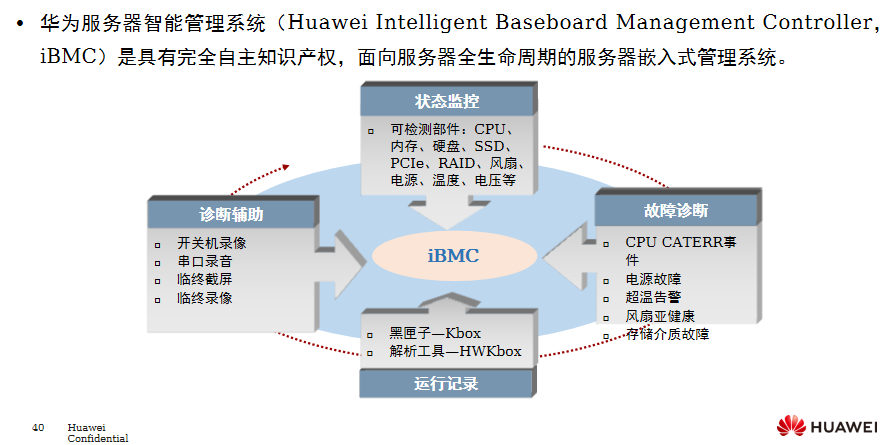 • 华为服务器智能管理系统（Huawei Intelligent Baseboard Management Controller，
iBMC）是具有完全自主知识产权，面向服务器全生命周期的服务器嵌入式管理系统。
状态监控
可检测部件：CPU、
内存、硬盘、SSD、
PCIe、RAID、风扇、
电源、温度、电压等
诊断辅助
开关机录像
串口录音
临终截屏
临终录像
iBMC
故障诊断
CPU CATERR事
件
电源故障
超温告警
风扇亚健康
存储介质故障
黑匣子—Kbox
解析工具—HWKbox
运行记录
40
Huawei
Confidential
HUAWEI